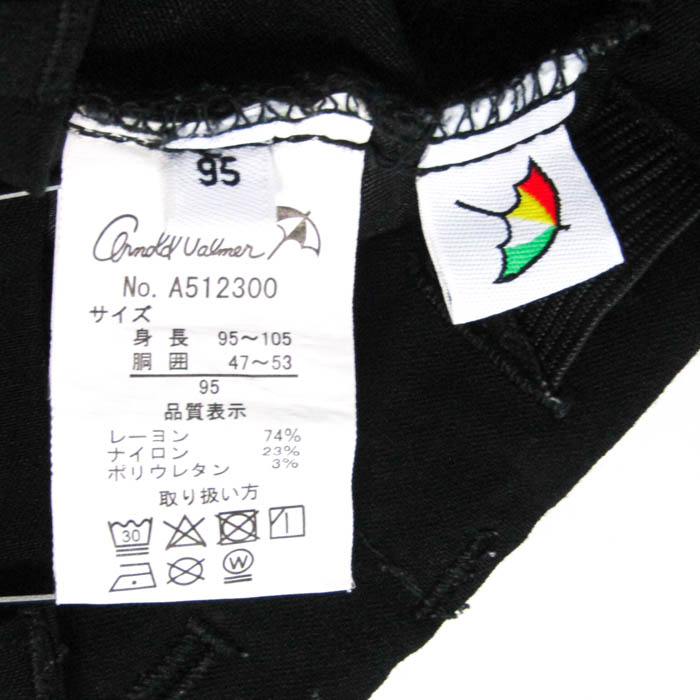 95
Arnold Palmer
No. A512300
サイズ
身長 95～105
胴囲 47～53
95
品質表示
レーヨン 74%
ナイロン 23%
ポリウレタン 3%
取り扱い方
30
W